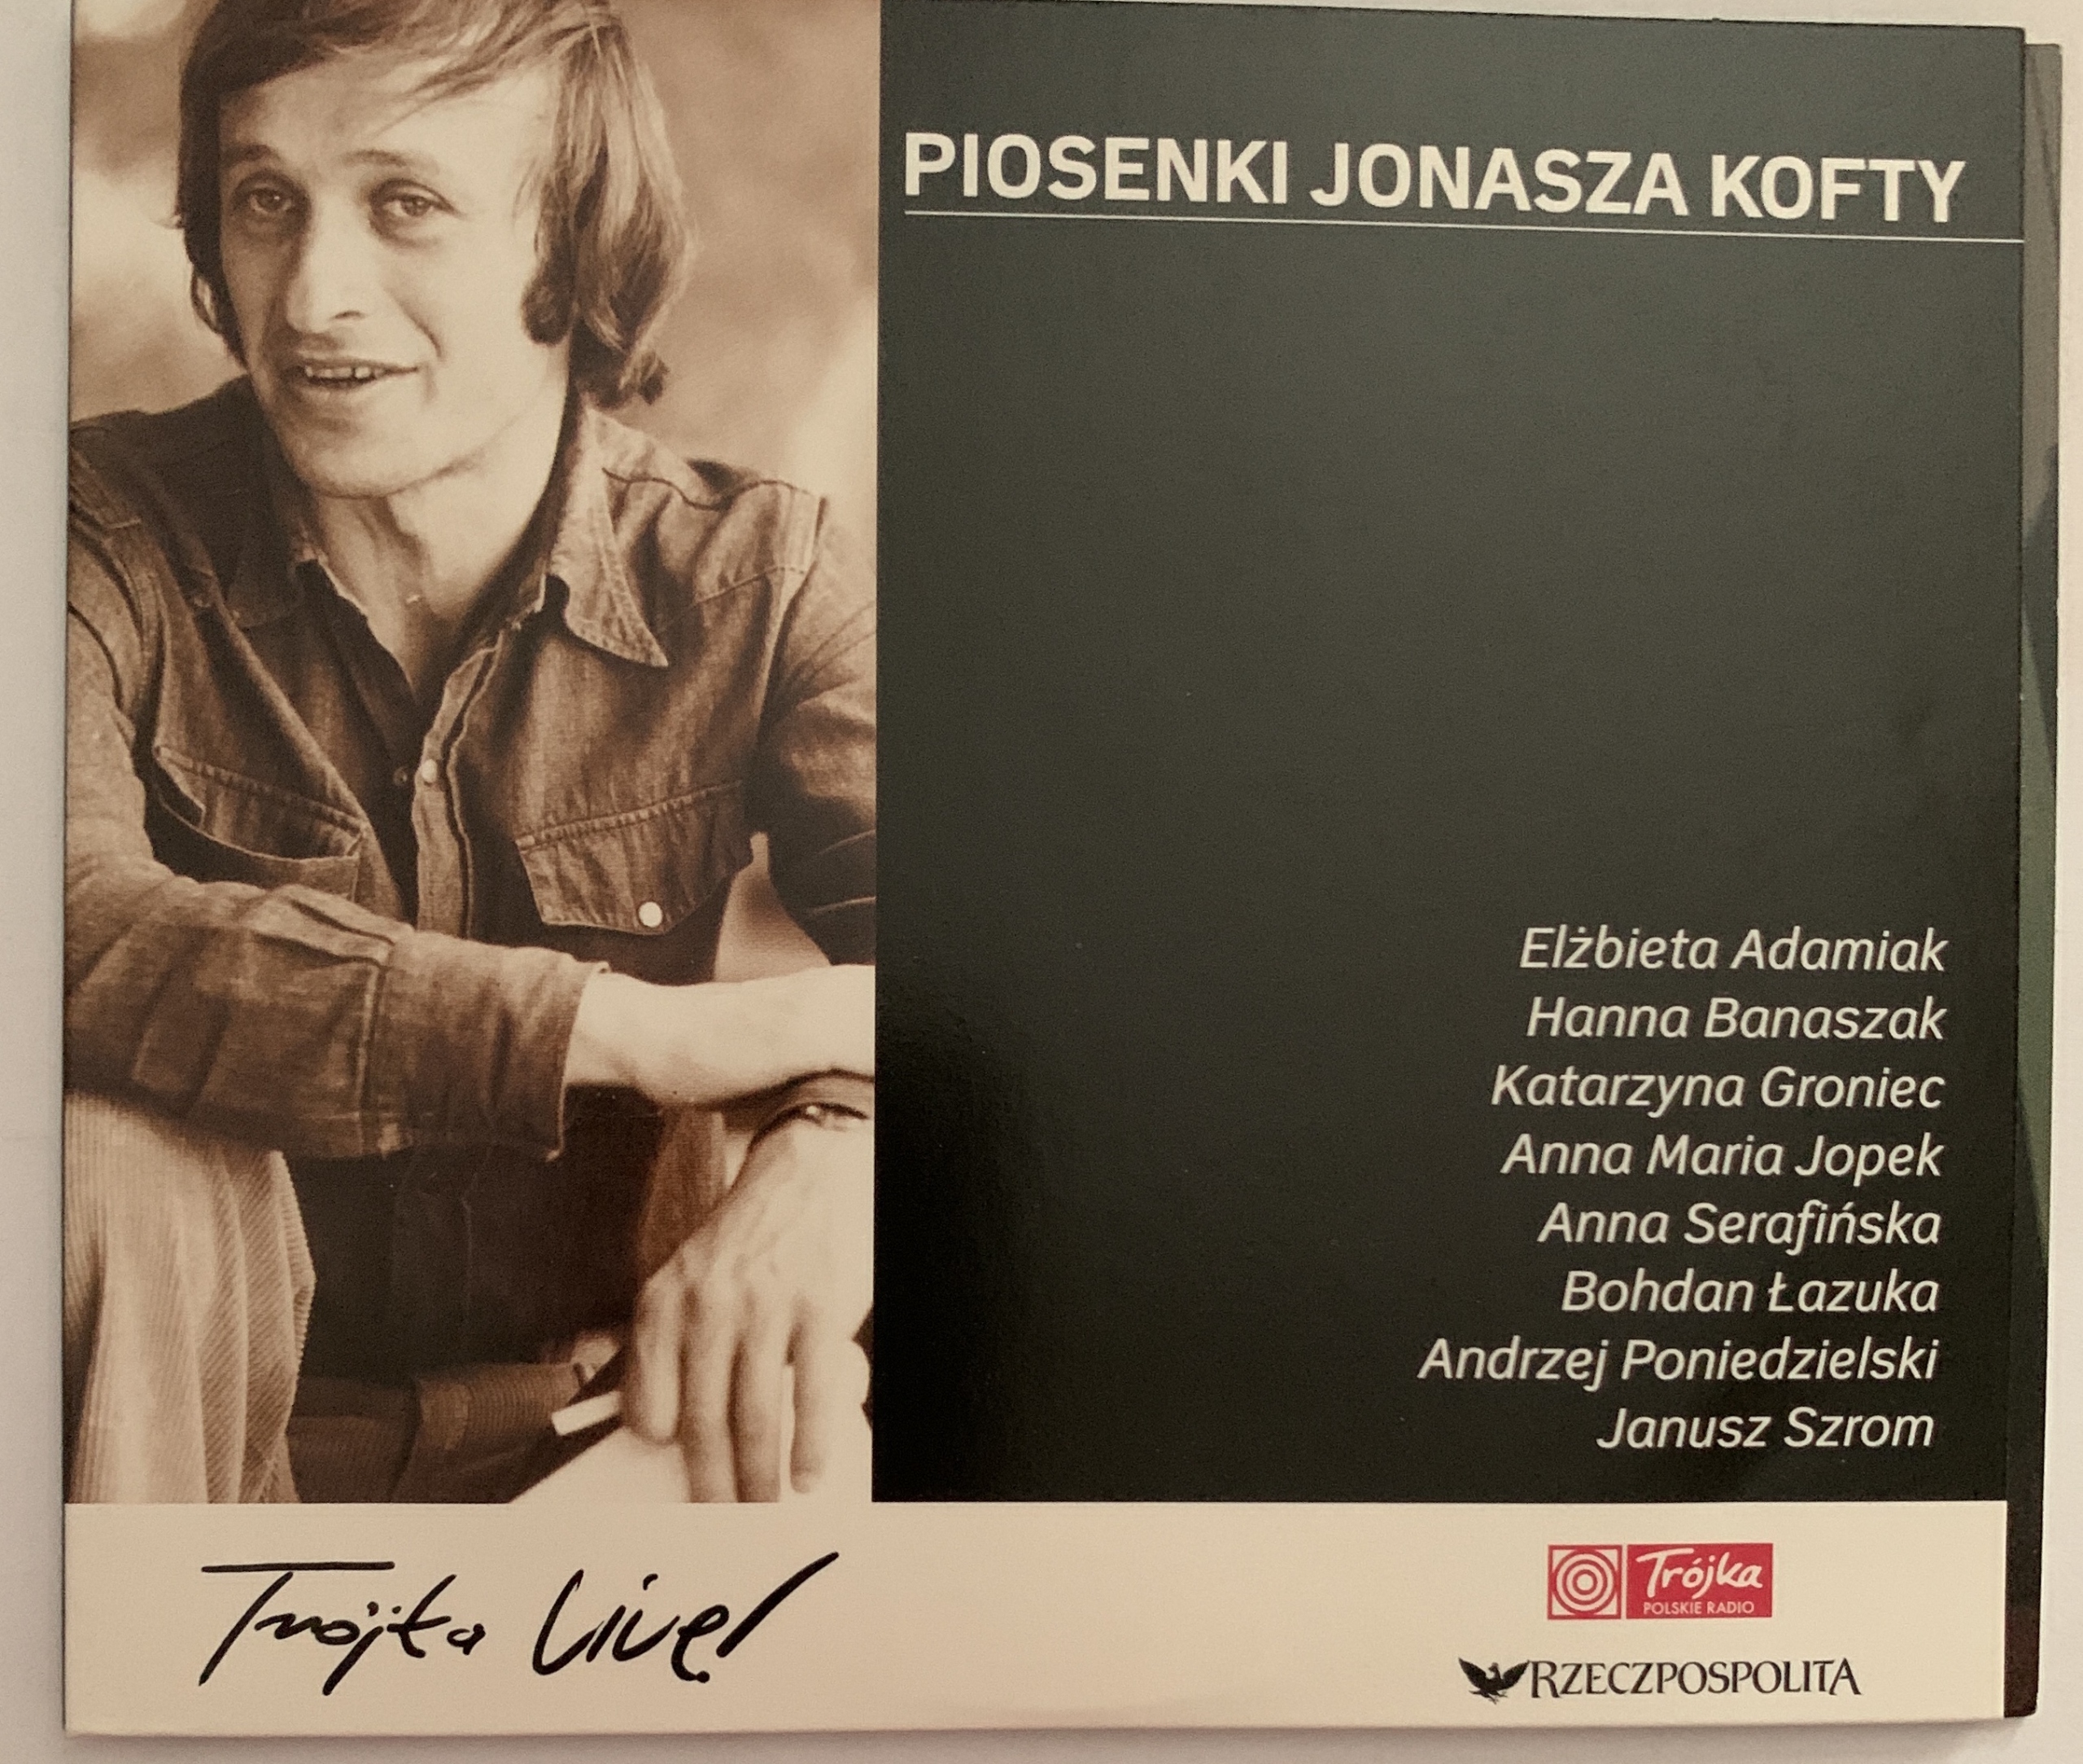 PIOSENKI JONASZA KOFTY
Elżbieta Adamiak
Hanna Banaszak
Katarzyna Groniec
Anna Maria Jopek
Anna Serafińska
Bohdan Łazuka
Andrzej Poniedzielski
Janusz Szrom
Trójka Live!
Trójka
POLSKIE RADIO
RZECZPOSPOLITA